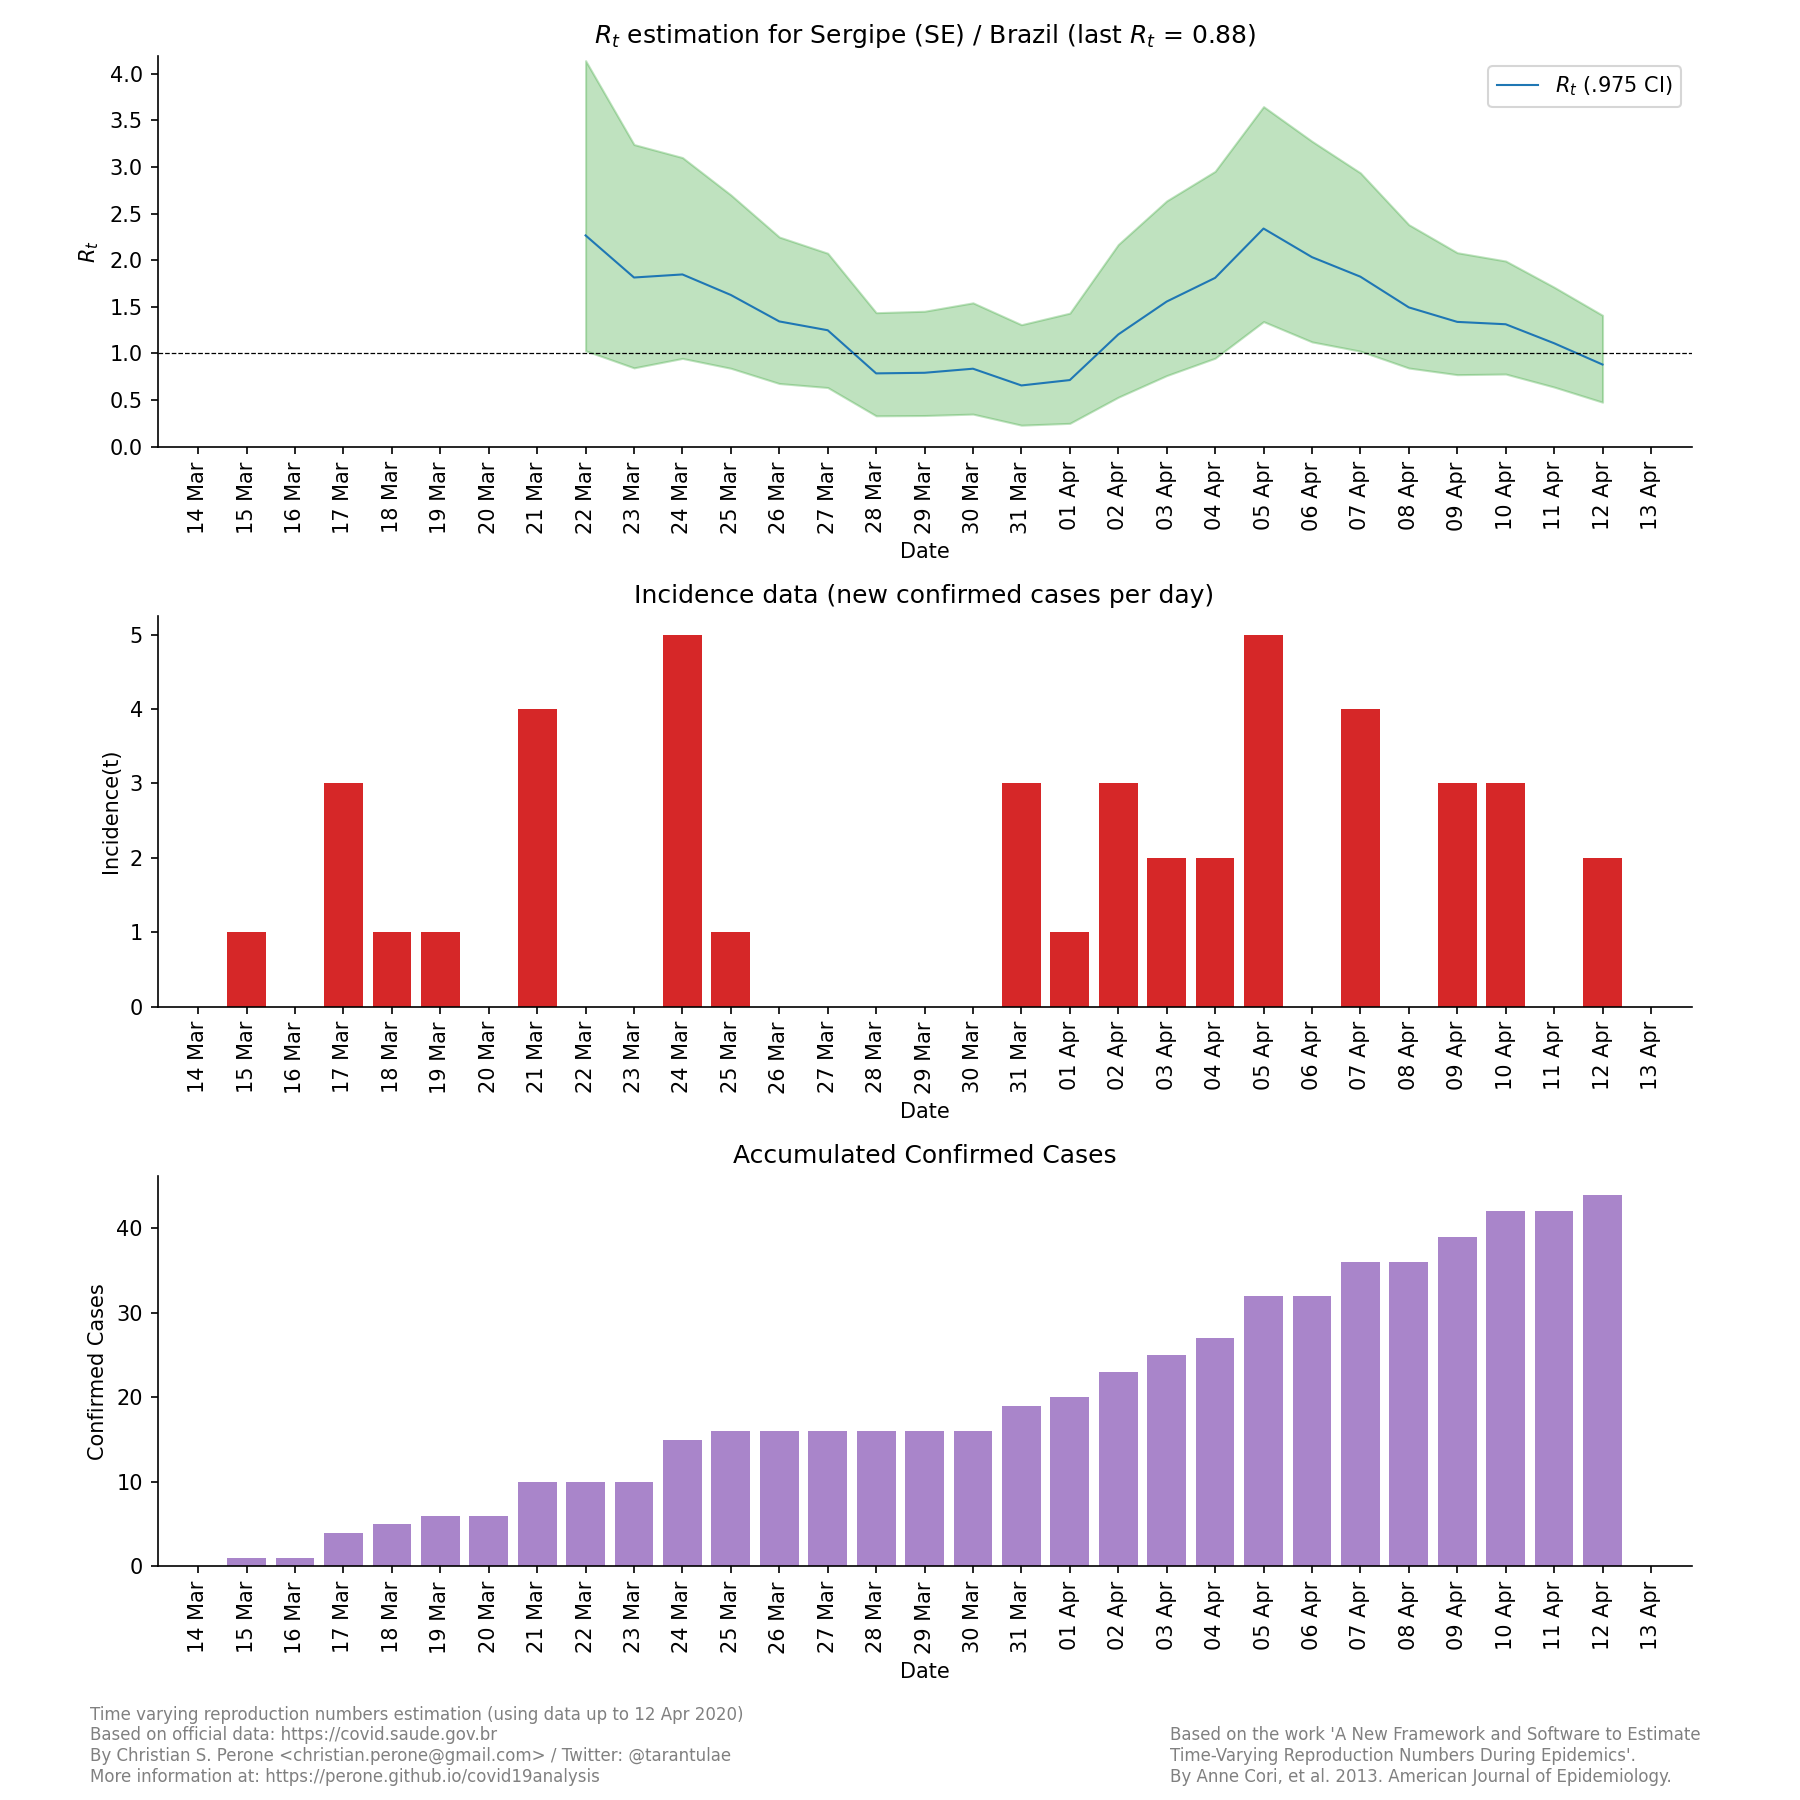 R_t estimation for Sergipe (SE) / Brazil (last R_t = 0.88)
R_t (.975 CI)
4.0
3.5
3.0
2.5
2.0
1.5
1.0
0.5
0.0
R_t
14 Mar 15 Mar 16 Mar 17 Mar 18 Mar 19 Mar 20 Mar 21 Mar 22 Mar 23 Mar 24 Mar 25 Mar 26 Mar 27 Mar 28 Mar 29 Mar 30 Mar 31 Mar 01 Apr 02 Apr 03 Apr 04 Apr 05 Apr 06 Apr 07 Apr 08 Apr 09 Apr 10 Apr 11 Apr 12 Apr 13 Apr
Date
Incidence data (new confirmed cases per day)
5
4
3
2
1
0
Incidence(t)
14 Mar 15 Mar 16 Mar 17 Mar 18 Mar 19 Mar 20 Mar 21 Mar 22 Mar 23 Mar 24 Mar 25 Mar 26 Mar 27 Mar 28 Mar 29 Mar 30 Mar 31 Mar 01 Apr 02 Apr 03 Apr 04 Apr 05 Apr 06 Apr 07 Apr 08 Apr 09 Apr 10 Apr 11 Apr 12 Apr 13 Apr
Date
Accumulated Confirmed Cases
40
30
20
10
0
Confirmed Cases
14 Mar 15 Mar 16 Mar 17 Mar 18 Mar 19 Mar 20 Mar 21 Mar 22 Mar 23 Mar 24 Mar 25 Mar 26 Mar 27 Mar 28 Mar 29 Mar 30 Mar 31 Mar 01 Apr 02 Apr 03 Apr 04 Apr 05 Apr 06 Apr 07 Apr 08 Apr 09 Apr 10 Apr 11 Apr 12 Apr 13 Apr
Date
Time varying reproduction numbers estimation (using data up to 12 Apr 2020)
Based on official data: https://covid.saude.gov.br
By Christian S. Perone <christian.perone@gmail.com> / Twitter: @tarantulae
More information at: https://perone.github.io/covid19analysis
Based on the work 'A New Framework and Software to Estimate
Time-Varying Reproduction Numbers During Epidemics'.
By Anne Cori, et al. 2013. American Journal of Epidemiology.